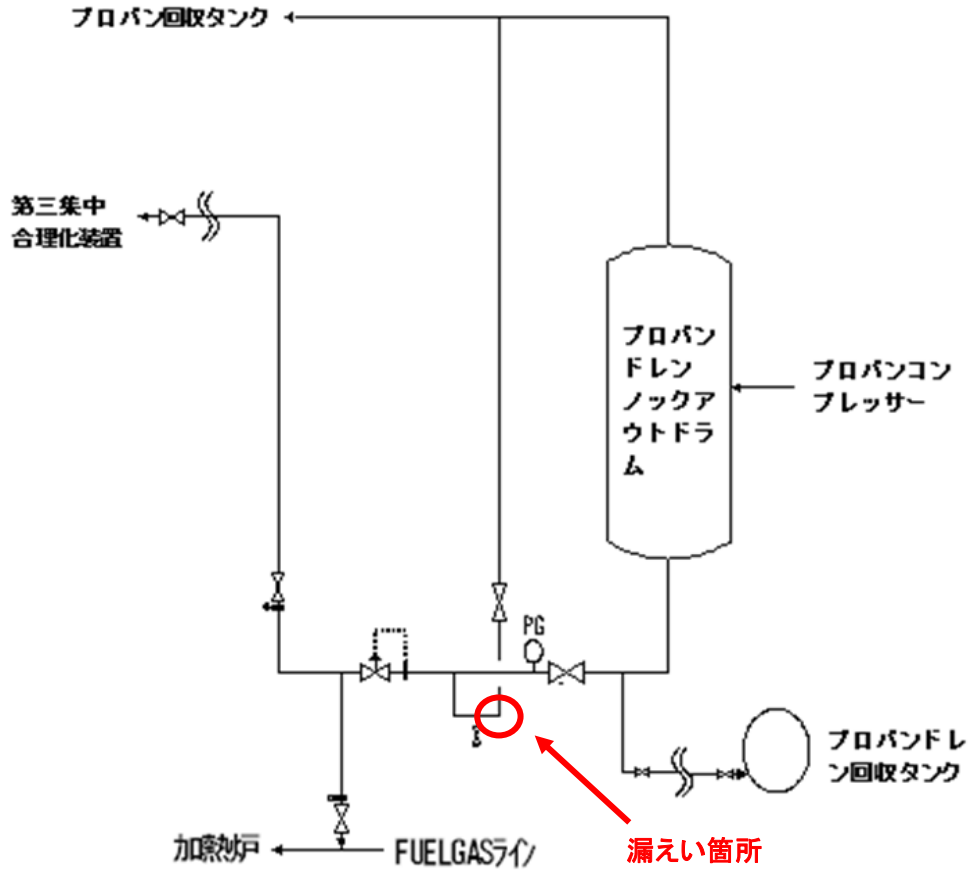 プロパン回収タンク
第三集中
合理化装置
プロパン
ドレン
ノックア
ウトドラ
ム
プロパンコン
プレッサー
PG
プロパンドレ
ン回収タンク
加熱炉
FUELGASライン
漏えい箇所